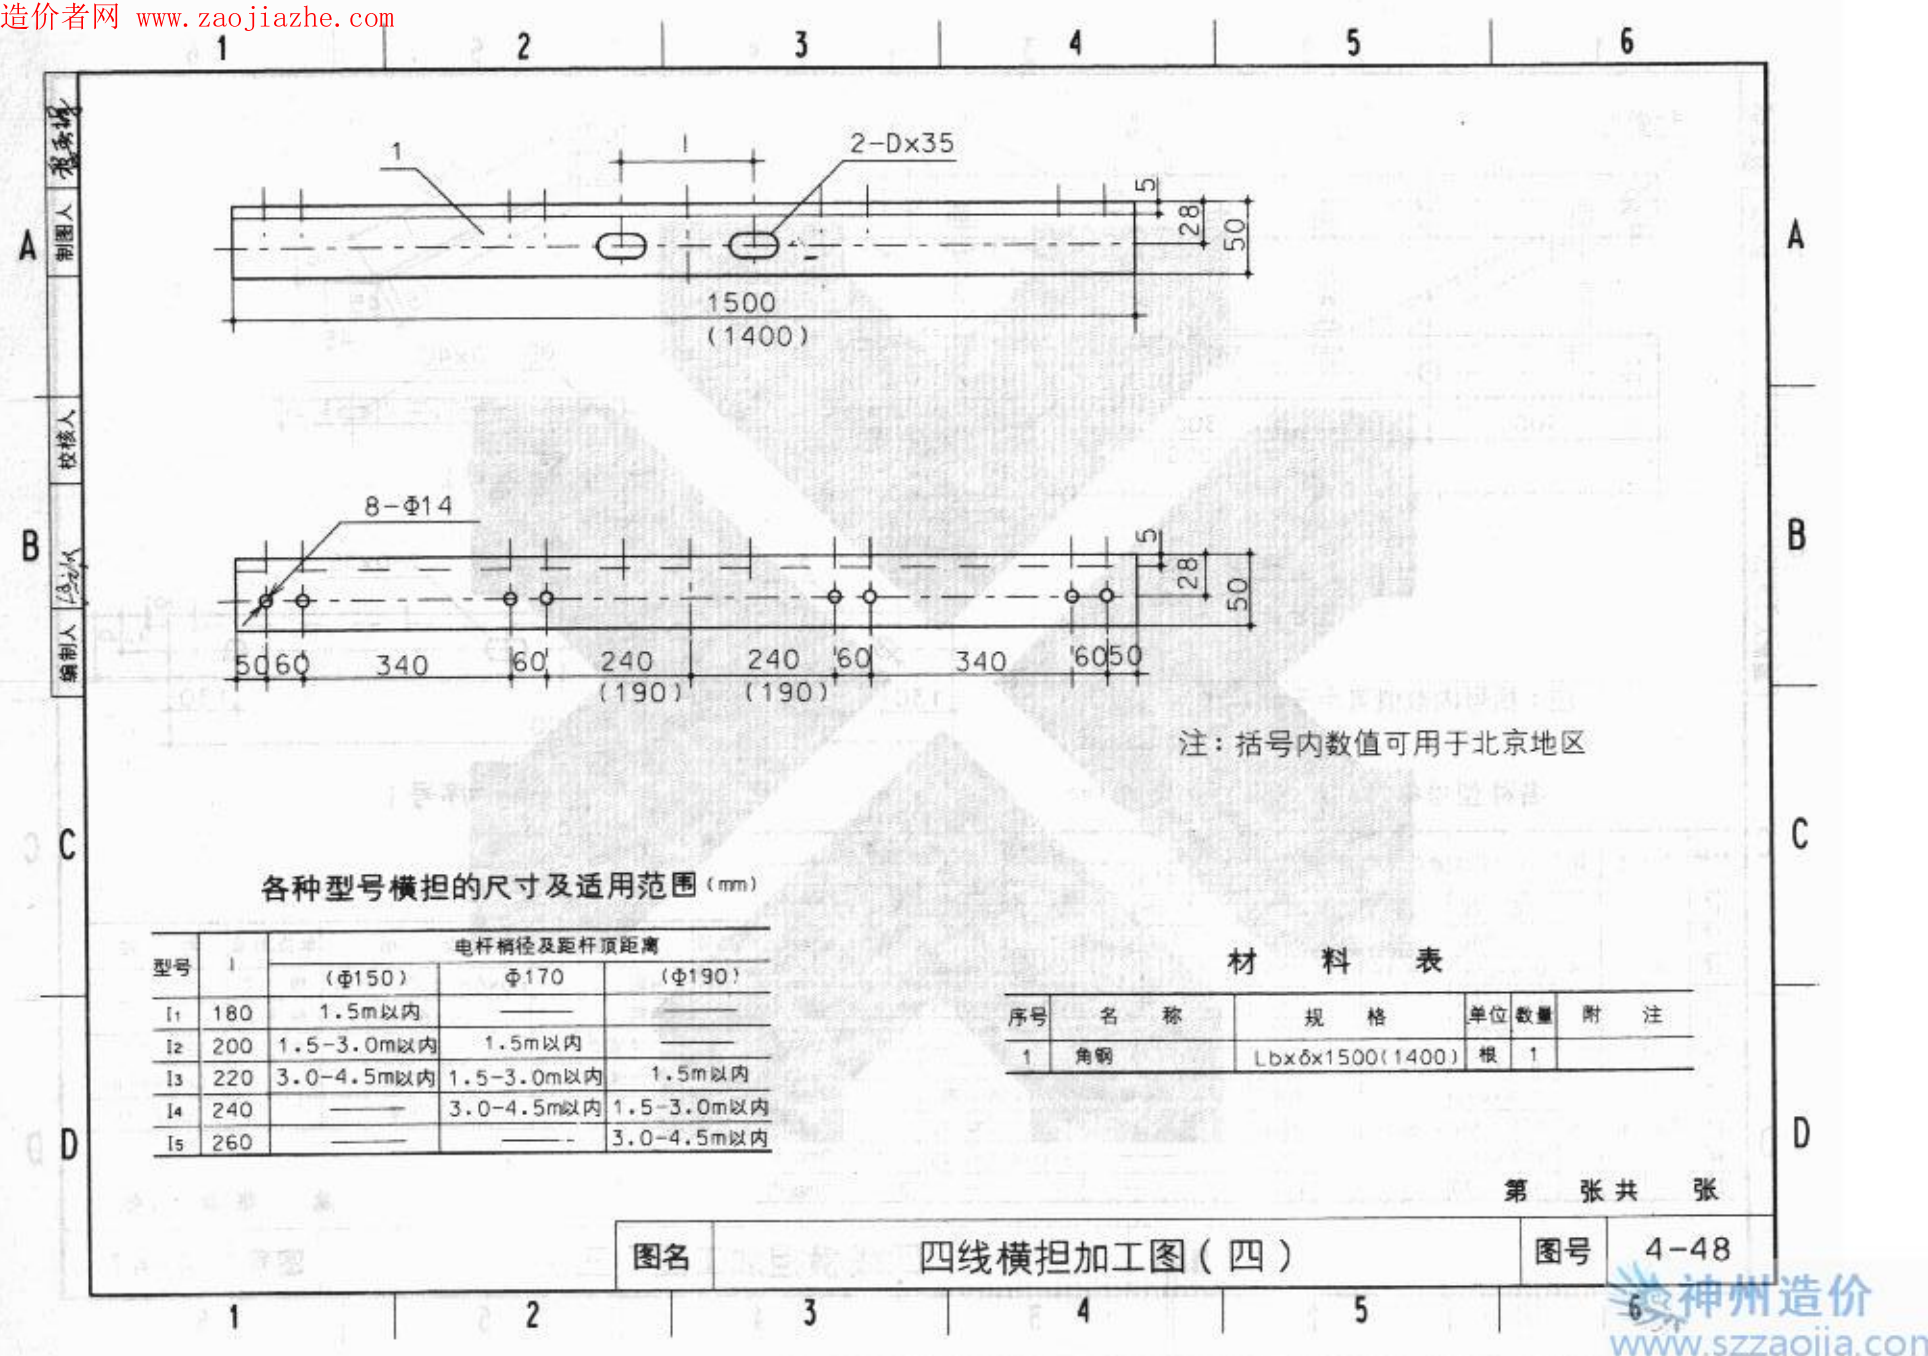 造价者网 www.zaojiazhe.com
1 2 3 4 5 6
A
A
制图人
1
l
2-Dx35
5
28
50
1500
(1400)
校核人
B
B
8-Φ14
5
28
50
编制人
50 60 340 60 240 240 60 340 60 50
(190) (190)
注：括号内数值可用于北京地区
C
C
各种型号横担的尺寸及适用范围(mm)
型号 l 电杆梢径及距杆顶距离
(Φ150) Φ170 (Φ190)
I1 180 1.5m以内 —— ——
I2 200 1.5-3.0m以内 1.5m以内 ——
I3 220 3.0-4.5m以内 1.5-3.0m以内 1.5m以内
I4 240 —— 3.0-4.5m以内 1.5-3.0m以内
I5 260 —— —— 3.0-4.5m以内
材 料 表
序号 名 称 规 格 单位 数量 附 注
1 角钢 Lbxδx1500(1400) 根 1
D
D
第 张 共 张
图名 四线横担加工图(四) 图号 4-48
1 2 3 4 5 6
神州造价
www.szzaojia.com